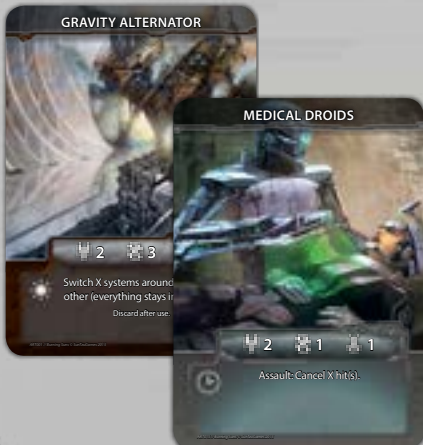 GRAVITY ALTERNATOR
2 3
Switch X systems around
other (everything stays i
Discard after use.
MEDICAL DROIDS
2 1 1
Assault: Cancel X hit(s).